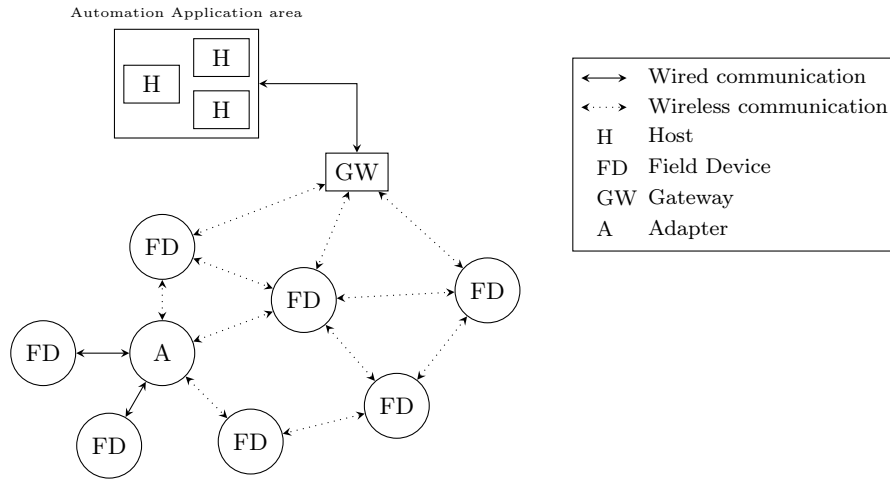 Automation Application area
H
H
H
GW
FD
FD
FD
FD
A
FD
FD
FD
Wired communication
Wireless communication
H Host
FD Field Device
GW Gateway
A Adapter